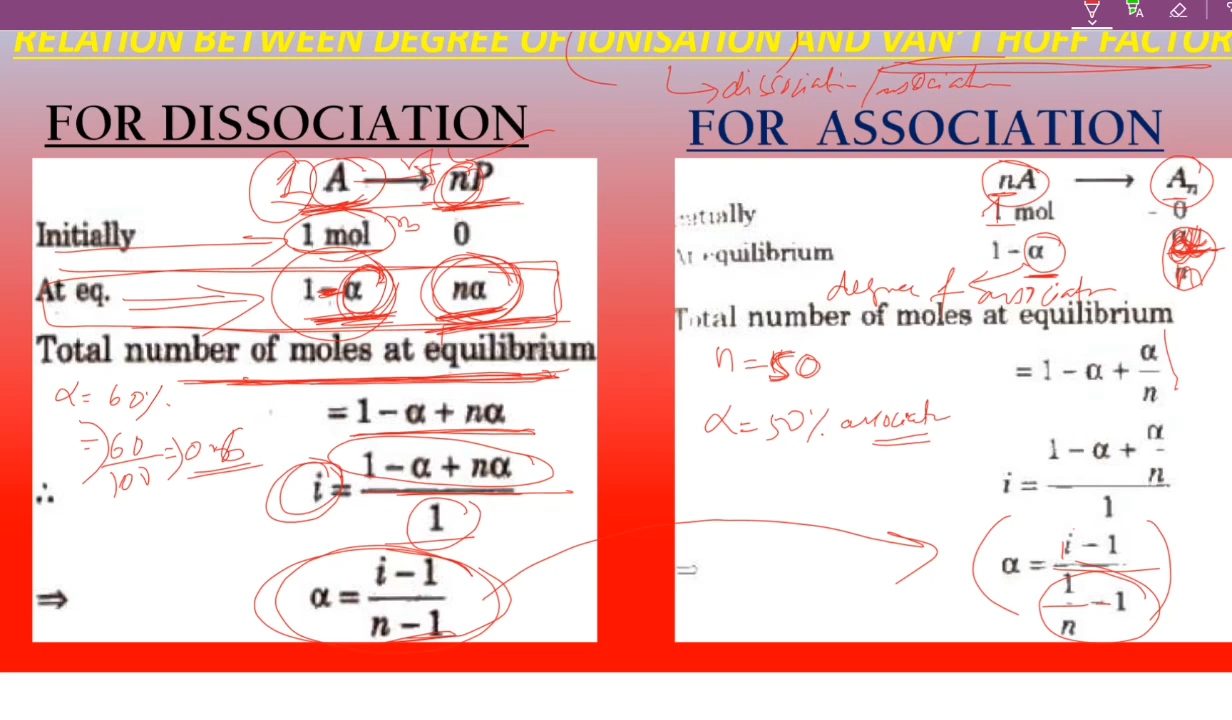 RELATION BETWEEN DEGREE OF IONISATION AND VAN'T HOFF FACTOR
dissociation/association
FOR DISSOCIATION
1 A → nP
Initially 1 mol 0
At eq. 1 - α nα
Total number of moles at equilibrium
α = 60%
= 1 - α + nα
⇒ 60/100 ⇒
∴ i = (1 - α + nα)/1
⇒ α = (i - 1)/(n - 1)
FOR ASSOCIATION
nA → Aₙ
1 mol - 0
equilibrium 1 - α
degree of association
Total number of moles at equilibrium
n = 50
= 1 - α + α/n
α = 50%
i = (1 - α + α/n)/1
⇒ α = (i - 1)/(1/n - 1)